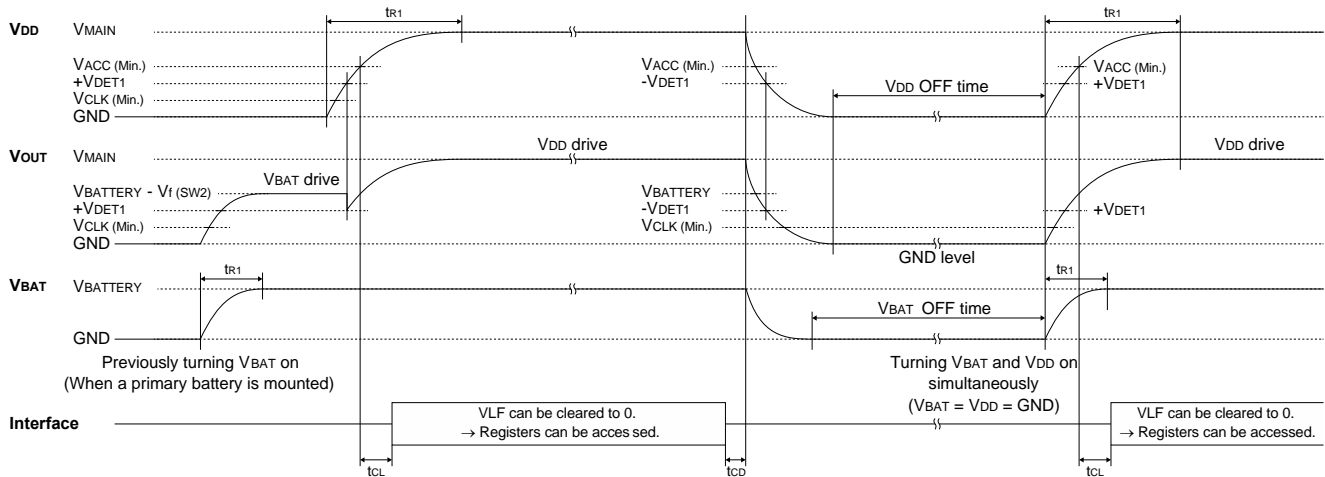 tR1
tR1
VDD VMAIN
VACC (Min.)
+VDET1
VCLK (Min.)
GND
VACC (Min.)
-VDET1
VDD OFF time
VACC (Min.)
+VDET1
VOUT VMAIN
VDD drive
VDD drive
VBATTERY - Vf (SW2)
VBAT drive
+VDET1
VCLK (Min.)
GND
VBATTERY
-VDET1
VCLK (Min.)
+VDET1
GND level
tR1
tR1
VBAT VBATTERY
VBAT OFF time
GND
Previously turning VBAT on
(When a primary battery is mounted)
Turning VBAT and VDD on
simultaneously
(VBAT = VDD = GND)
Interface
VLF can be cleared to 0.
→ Registers can be accessed.
VLF can be cleared to 0.
→ Registers can be accessed.
tCL
tCD
tCL